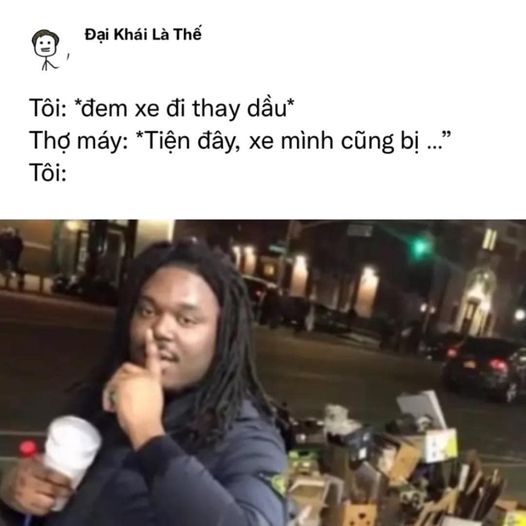 Đại Khái Là Thế
Tôi: *đem xe đi thay dầu*
Thợ máy: *Tiện đây, xe mình cũng bị ...”
Tôi: